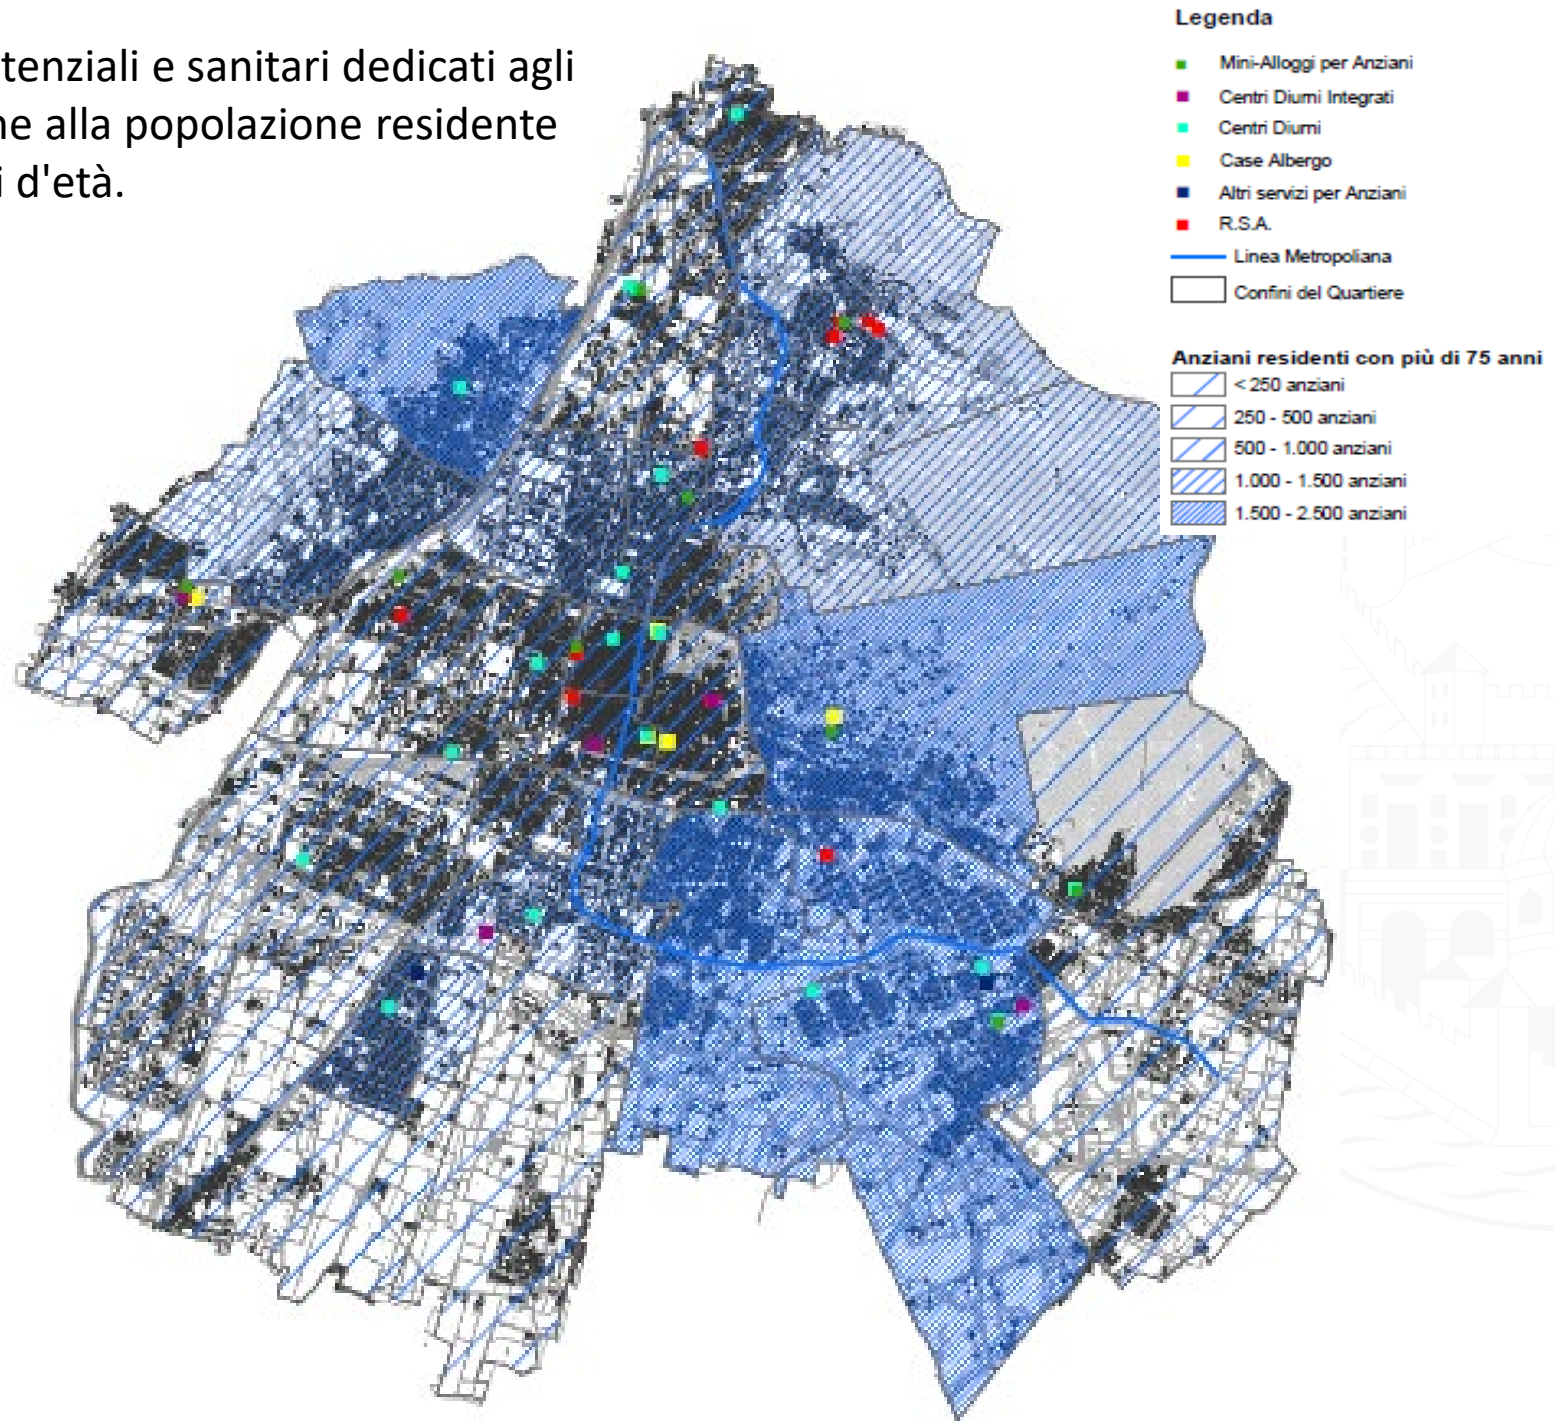 tenziali e sanitari dedicati agli
ne alla popolazione residente
i d'età.
Legenda
Mini-Alloggi per Anziani
Centri Diurni Integrati
Centri Diurni
Case Albergo
Altri servizi per Anziani
R.S.A.
Linea Metropoliana
Confini del Quartiere
Anziani residenti con più di 75 anni
< 250 anziani
250 - 500 anziani
500 - 1.000 anziani
1.000 - 1.500 anziani
1.500 - 2.500 anziani